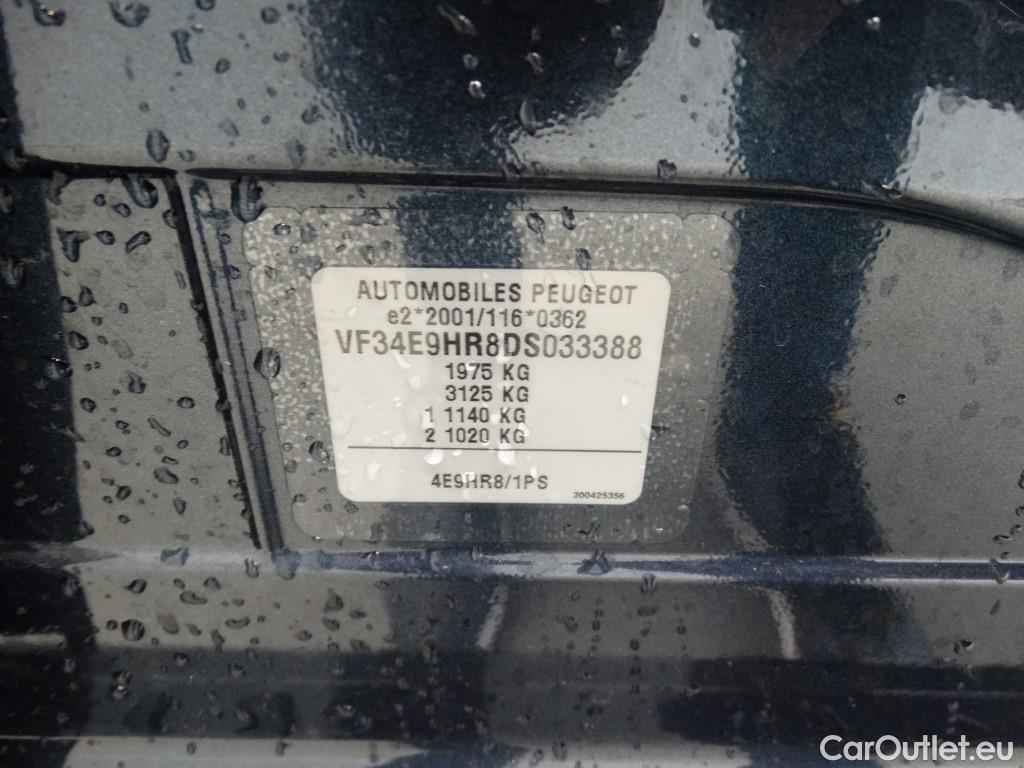 AUTOMOBILES PEUGEOT
e2*2001/116*0362
VF34E9HR8DS033388
1975 KG
3125 KG
1 1140 KG
2 1020 KG
4E9HR8/1PS
200425356
CarOutlet.eu